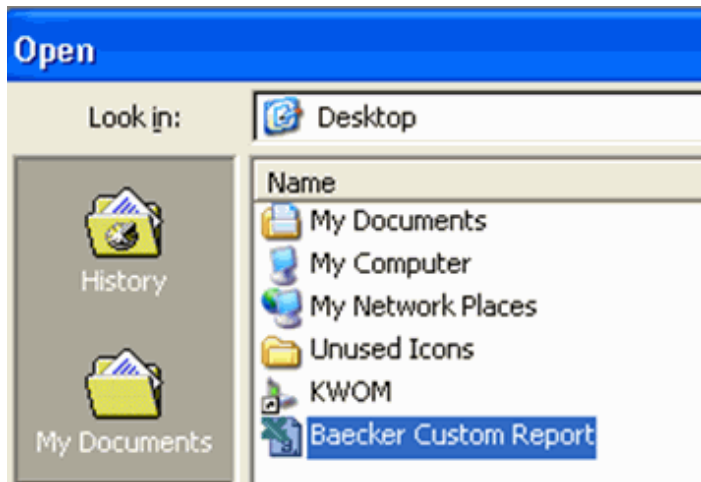 Open
Look in:
Desktop
History
My Documents
Name
My Documents
My Computer
My Network Places
Unused Icons
KWOM
Baecker Custom Report